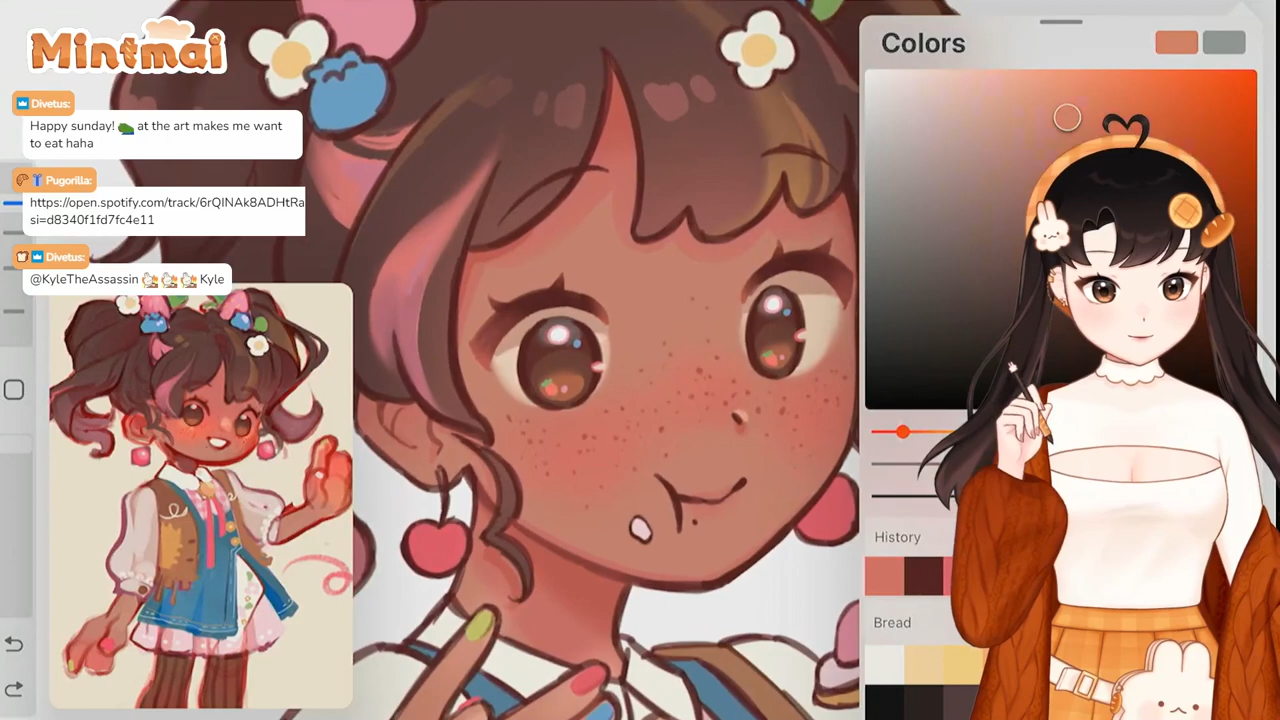 Mintmai
Colors
Divetus:
Happy sunday! at the art makes me want
to eat haha
Pugorilla:
https://open.spotify.com/track/6rQINAk8ADHtRa
si=d8340f1fd7fc4e11
Divetus:
@KyleTheAssassin Kyle
History
Bread